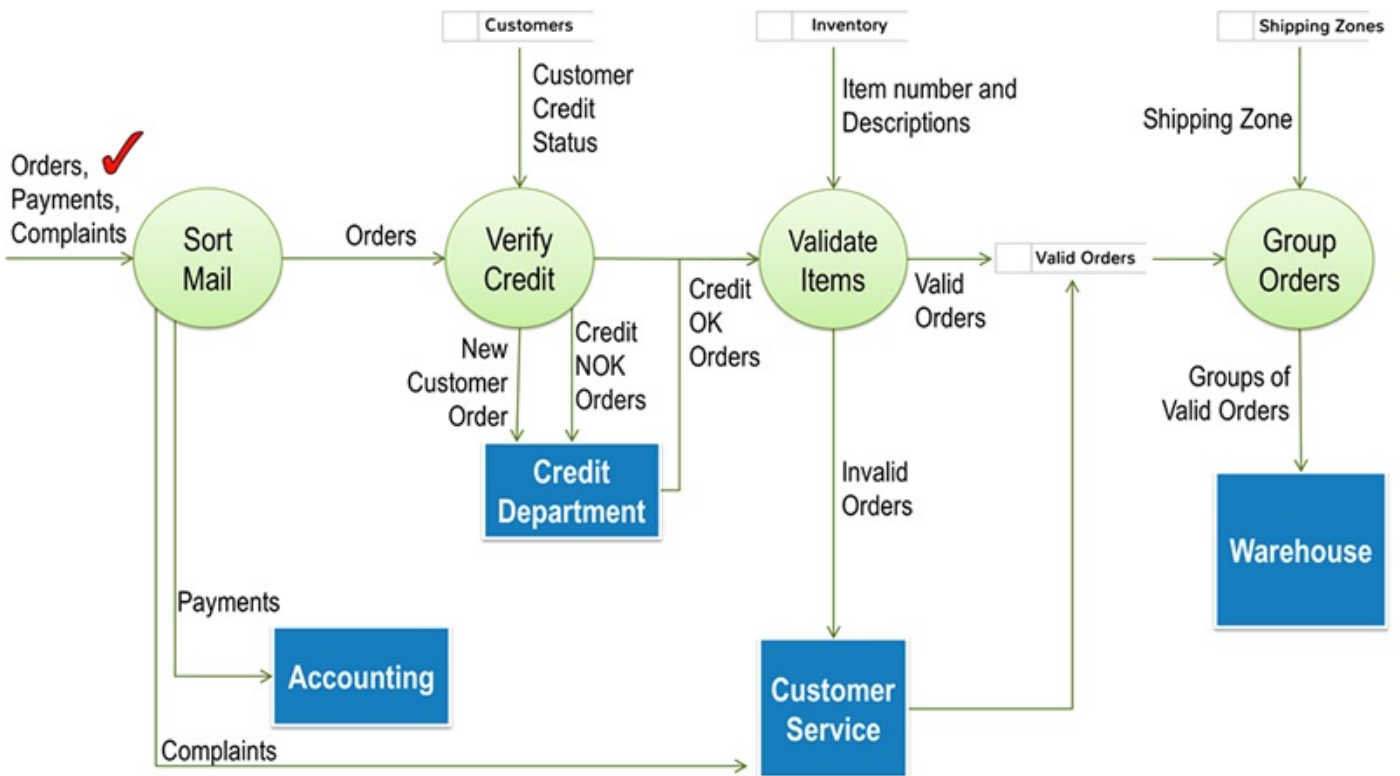 Customers
Inventory
Shipping Zones
Customer
Credit
Status
Item number and
Descriptions
Shipping Zone
Orders,
Payments,
Complaints
Sort
Mail
Orders
Verify
Credit
Validate
Items
Valid
Orders
Valid Orders
Group
Orders
New
Customer
Order
Credit
NOK
Orders
Credit
OK
Orders
Groups of
Valid Orders
Credit
Department
Invalid
Orders
Warehouse
Payments
Accounting
Customer
Service
Complaints